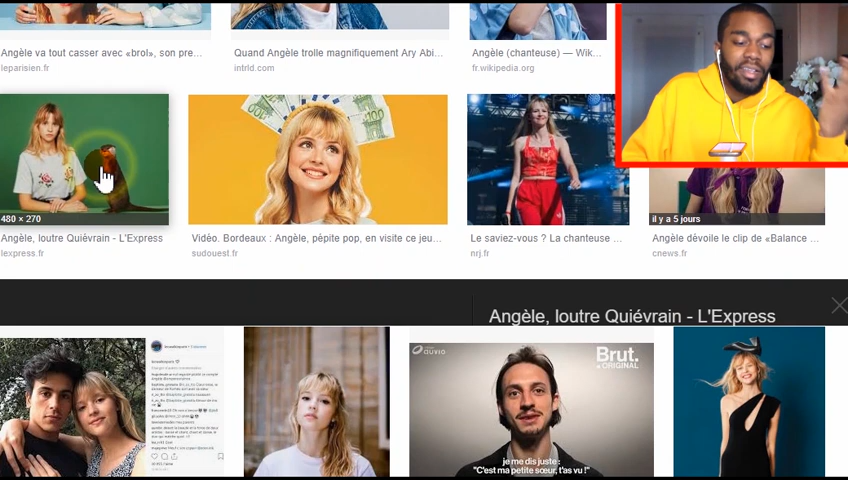 Angèle va tout casser avec «brol», son pre...
leparisien.fr
Quand Angèle trolle magnifiquement Ary Abi...
intrld.com
Angèle (chanteuse) — Wik...
fr.wikipedia.org
480 × 270
Angèle, loutre Quiévrain - L'Express
lexpress.fr
Vidéo. Bordeaux : Angèle, pépite pop, en visite ce jeu...
sudouest.fr
Le saviez-vous ? La chanteuse ...
nrj.fr
il y a 5 jours
Angèle dévoile le clip de «Balance ...
cnews.fr
Angèle, loutre Quiévrain - L'Express
auvio
Brut.
ORIGINAL
je me dis juste :
"C'est ma petite sœur, t'as vu !"